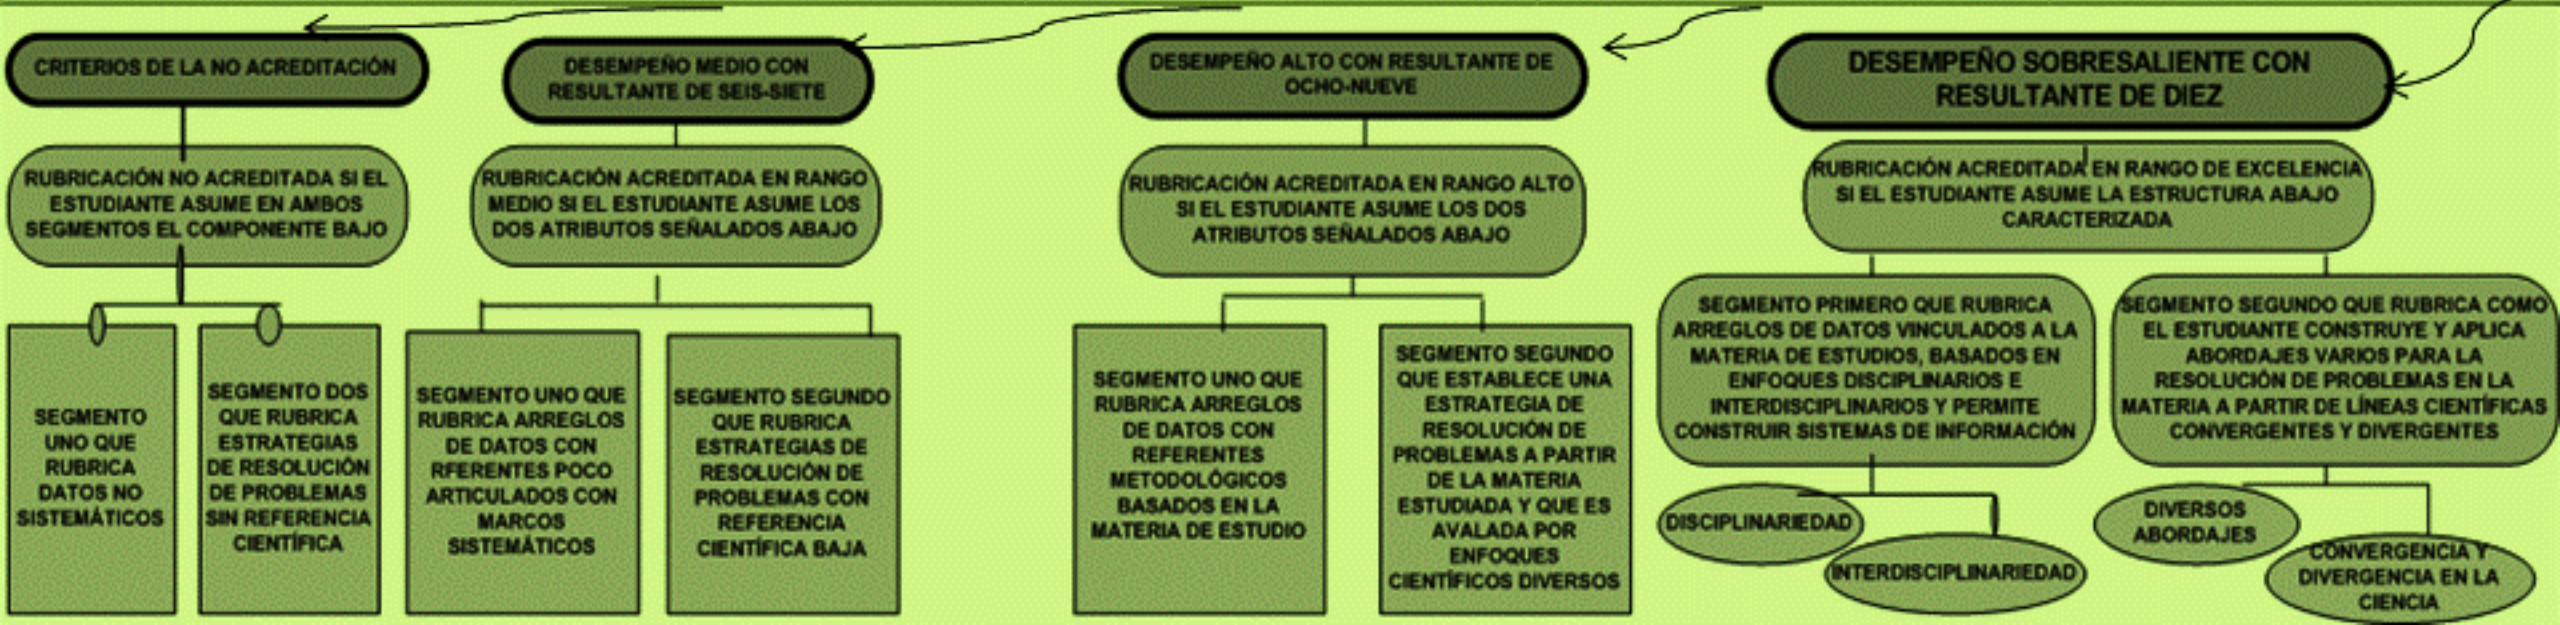 CRITERIOS DE LA NO ACREDITACIÓN
RUBRICACIÓN NO ACREDITADA SI EL
ESTUDIANTE ASUME EN AMBOS
SEGMENTOS EL COMPONENTE BAJO
SEGMENTO
UNO QUE
RUBRICA
DATOS NO
SISTEMÁTICOS
SEGMENTO DOS
QUE RUBRICA
ESTRATEGIAS
DE RESOLUCIÓN
DE PROBLEMAS
SIN REFERENCIA
CIENTÍFICA
DESEMPEÑO MEDIO CON
RESULTANTE DE SEIS-SIETE
RUBRICACIÓN ACREDITADA EN RANGO
MEDIO SI EL ESTUDIANTE ASUME LOS
DOS ATRIBUTOS SEÑALADOS ABAJO
SEGMENTO UNO QUE
RUBRICA ARREGLOS
DE DATOS CON
RFERENTES POCO
ARTICULADOS CON
MARCOS
SISTEMÁTICOS
SEGMENTO SEGUNDO
QUE RUBRICA
ESTRATEGIAS DE
RESOLUCIÓN DE
PROBLEMAS CON
REFERENCIA
CIENTÍFICA BAJA
DESEMPEÑO ALTO CON RESULTANTE DE
OCHO-NUEVE
RUBRICACIÓN ACREDITADA EN RANGO ALTO
SI EL ESTUDIANTE ASUME LOS DOS
ATRIBUTOS SEÑALADOS ABAJO
SEGMENTO UNO QUE
RUBRICA ARREGLOS
DE DATOS CON
REFERENTES
METODOLÓGICOS
BASADOS EN LA
MATERIA DE ESTUDIO
SEGMENTO SEGUNDO
QUE ESTABLECE UNA
ESTRATEGIA DE
RESOLUCIÓN DE
PROBLEMAS A PARTIR
DE LA MATERIA
ESTUDIADA Y QUE ES
AVALADA POR
ENFOQUES
CIENTÍFICOS DIVERSOS
DESEMPEÑO SOBRESALIENTE CON
RESULTANTE DE DIEZ
RUBRICACIÓN ACREDITADA EN RANGO DE EXCELENCIA
SI EL ESTUDIANTE ASUME LA ESTRUCTURA ABAJO
CARACTERIZADA
SEGMENTO PRIMERO QUE RUBRICA
ARREGLOS DE DATOS VINCULADOS A LA
MATERIA DE ESTUDIOS, BASADOS EN
ENFOQUES DISCIPLINARIOS E
INTERDISCIPLINARIOS Y PERMITE
CONSTRUIR SISTEMAS DE INFORMACIÓN
DISCIPLINARIEDAD
INTERDISCIPLINARIEDAD
SEGMENTO SEGUNDO QUE RUBRICA COMO
EL ESTUDIANTE CONSTRUYE Y APLICA
ABORDAJES VARIOS PARA LA
RESOLUCIÓN DE PROBLEMAS EN LA
MATERIA A PARTIR DE LÍNEAS CIENTÍFICAS
CONVERGENTES Y DIVERGENTES
DIVERSOS
ABORDAJES
CONVERGENCIA Y
DIVERGENCIA EN LA
CIENCIA